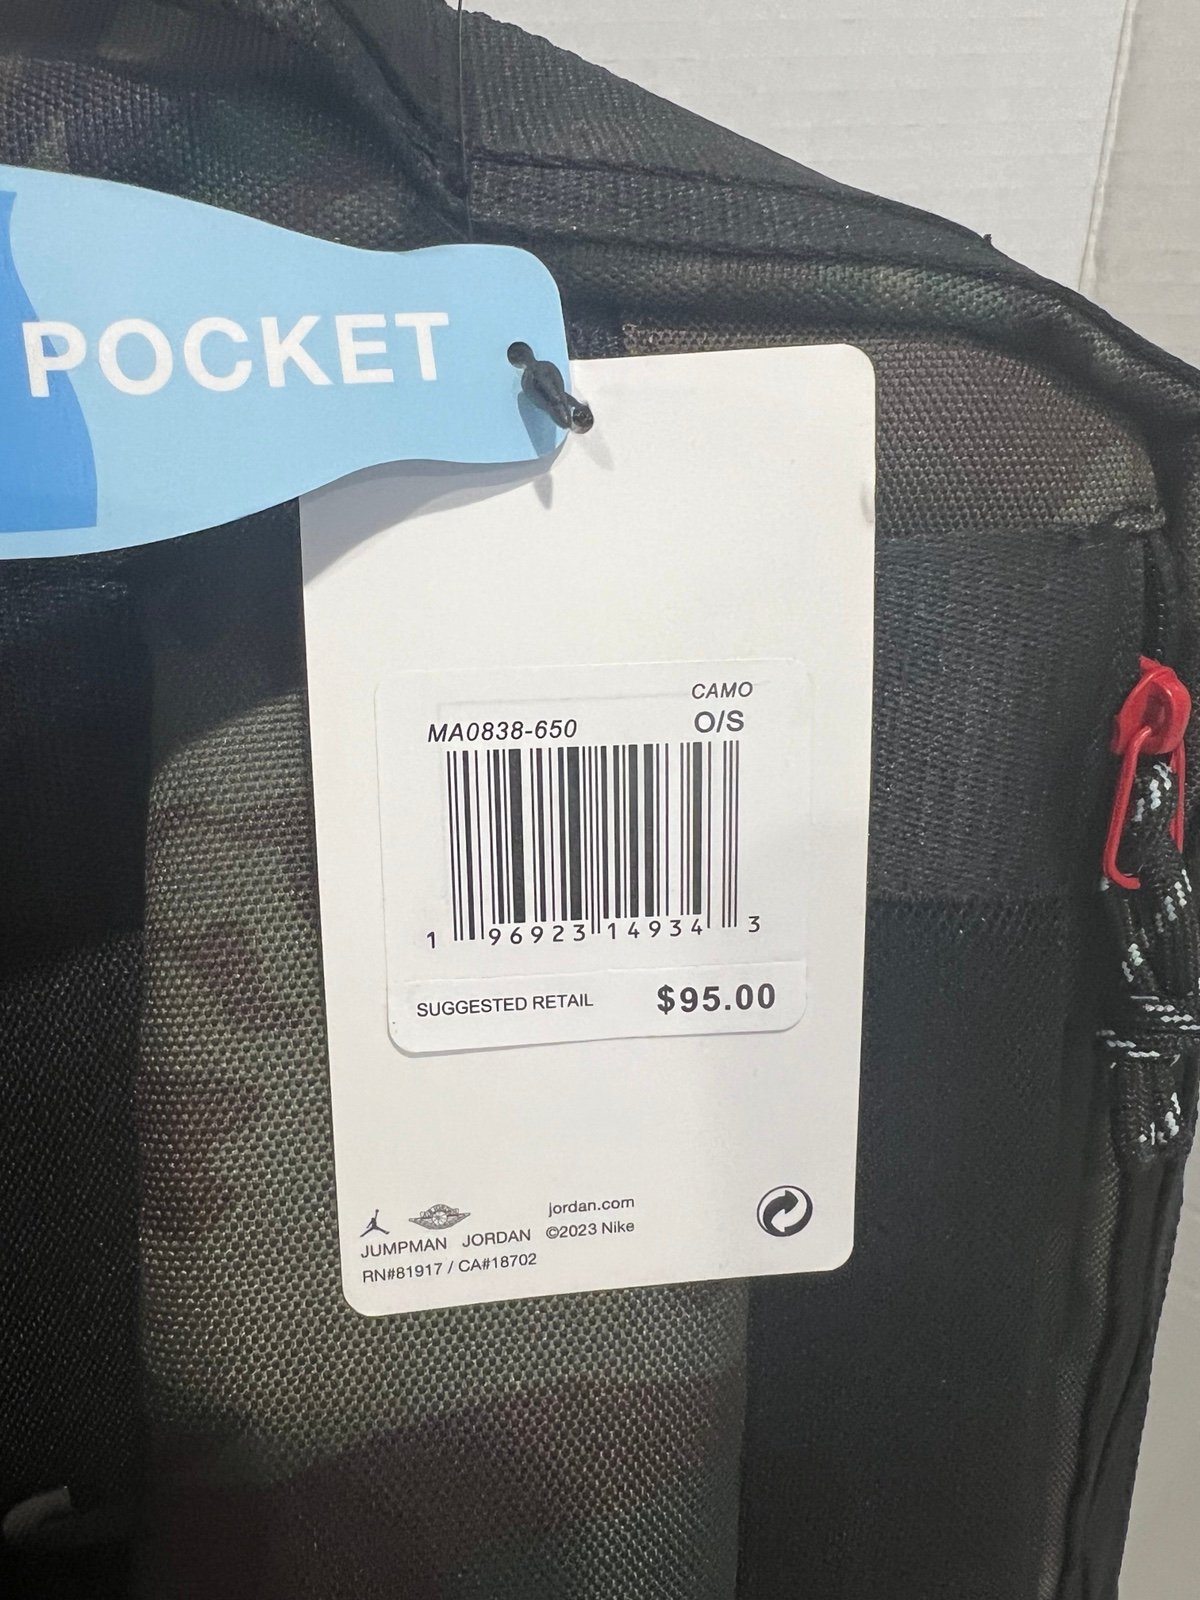 POCKET
CAMO
MA0838-650 O/S
1 96923 14934 3
SUGGESTED RETAIL $95.00
jordan.com
JUMPMAN JORDAN ©2023 Nike
RN#81917 / CA#18702